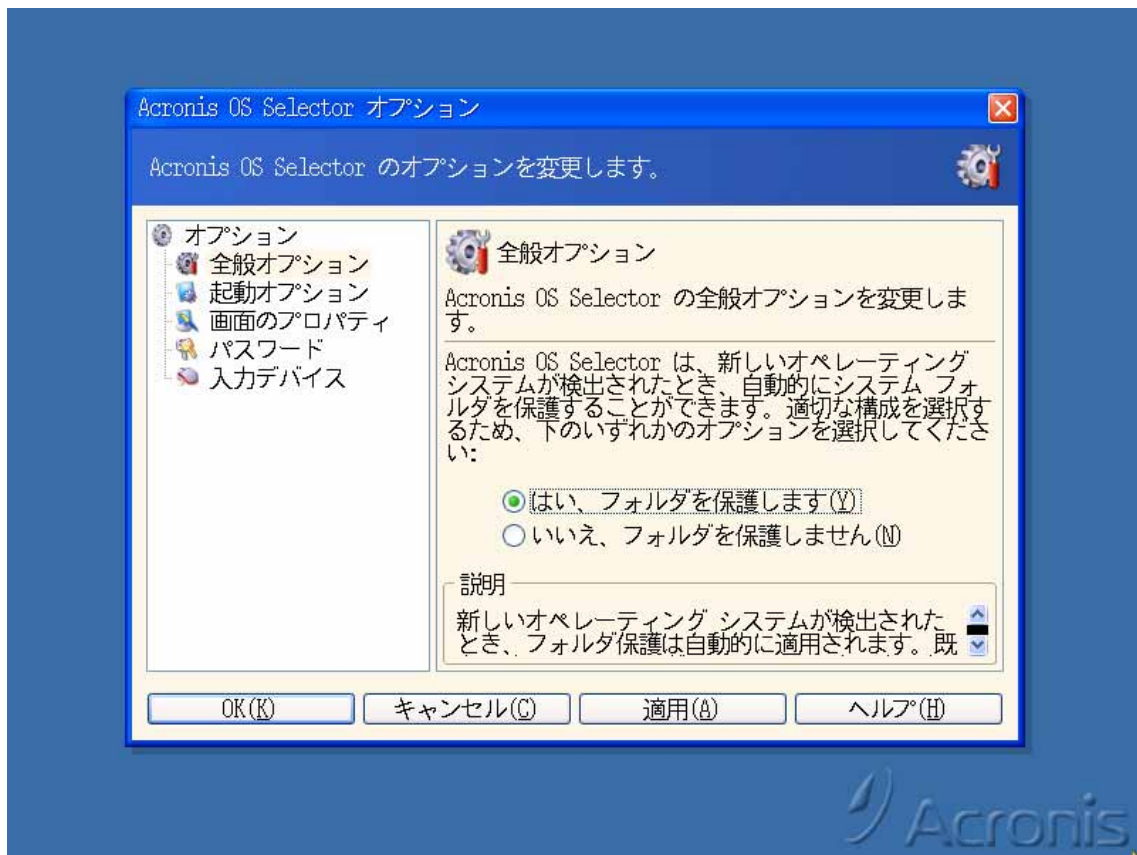 Acronis OS Selector オプション
Acronis OS Selector のオプションを変更します。
オプション
全般オプション
起動オプション
画面のプロパティ
パスワード
入力デバイス
全般オプション
Acronis OS Selector の全般オプションを変更しま
す。
Acronis OS Selector は、新しいオペレーティング
システムが検出されたとき、自動的にシステム フォ
ルダを保護することができます。適切な構成を選択す
るため、下のいずれかのオプションを選択してくださ
い:
はい、フォルダを保護します(Y)
いいえ、フォルダを保護しません(N)
説明
新しいオペレーティング システムが検出された
とき、フォルダ保護は自動的に適用されます。既
OK(K)
キャンセル(C)
適用(A)
ヘルプ(H)
Acronis